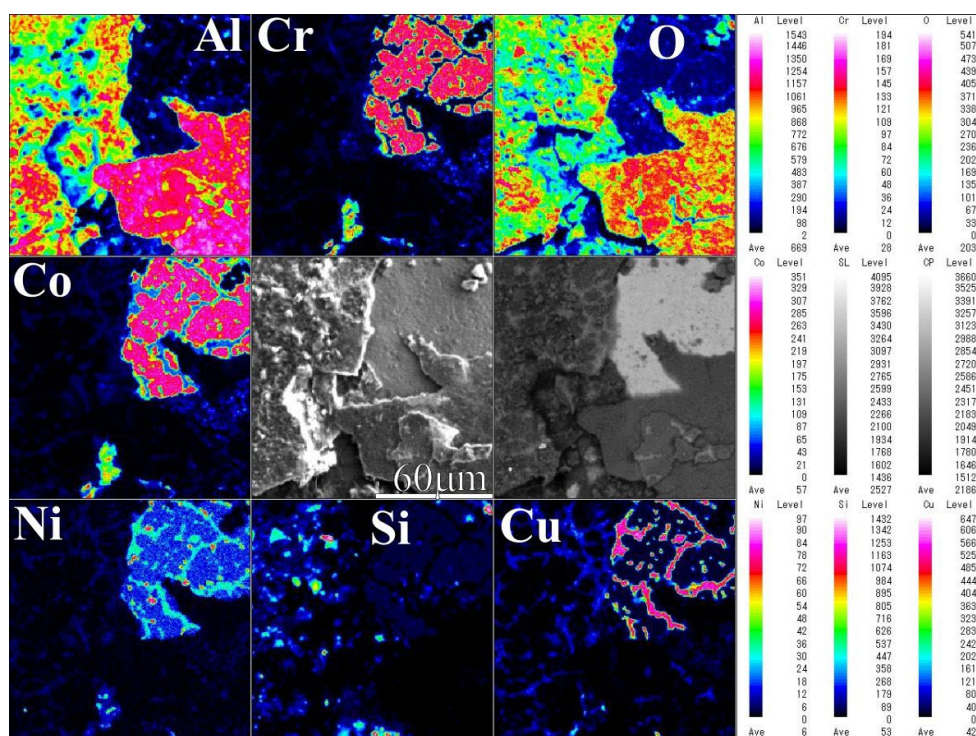 Al
Cr
O
Co
60μm
Ni
Si
Cu
Al Level Cr Level O Level
1543 194 541
1446 181 507
1350 169 473
1254 157 439
1157 145 405
1061 133 371
965 121 338
868 109 304
772 97 270
676 84 236
579 72 202
483 60 169
387 48 135
290 36 101
194 24 67
98 12 33
2 0 0
Ave 669 Ave 28 Ave 203
Co Level SL Level CP Level
351 4095 3660
329 3928 3525
307 3762 3391
285 3596 3257
263 3430 3122
241 3264 2988
219 3097 2854
197 2931 2720
175 2765 2586
153 2599 2451
131 2433 2317
109 2266 2183
87 2100 2049
65 1934 1914
43 1768 1780
21 1602 1646
0 1436 1512
Ave 57 Ave 2527 Ave 2186
Ni Level Si Level Cu Level
97 1432 647
90 1342 606
84 1253 566
78 1163 525
72 1074 485
66 984 444
60 895 404
54 805 363
48 716 323
42 626 283
36 537 242
30 447 202
24 358 161
18 268 121
12 179 80
6 89 40
0 0 0
Ave 6 Ave 53 Ave 42